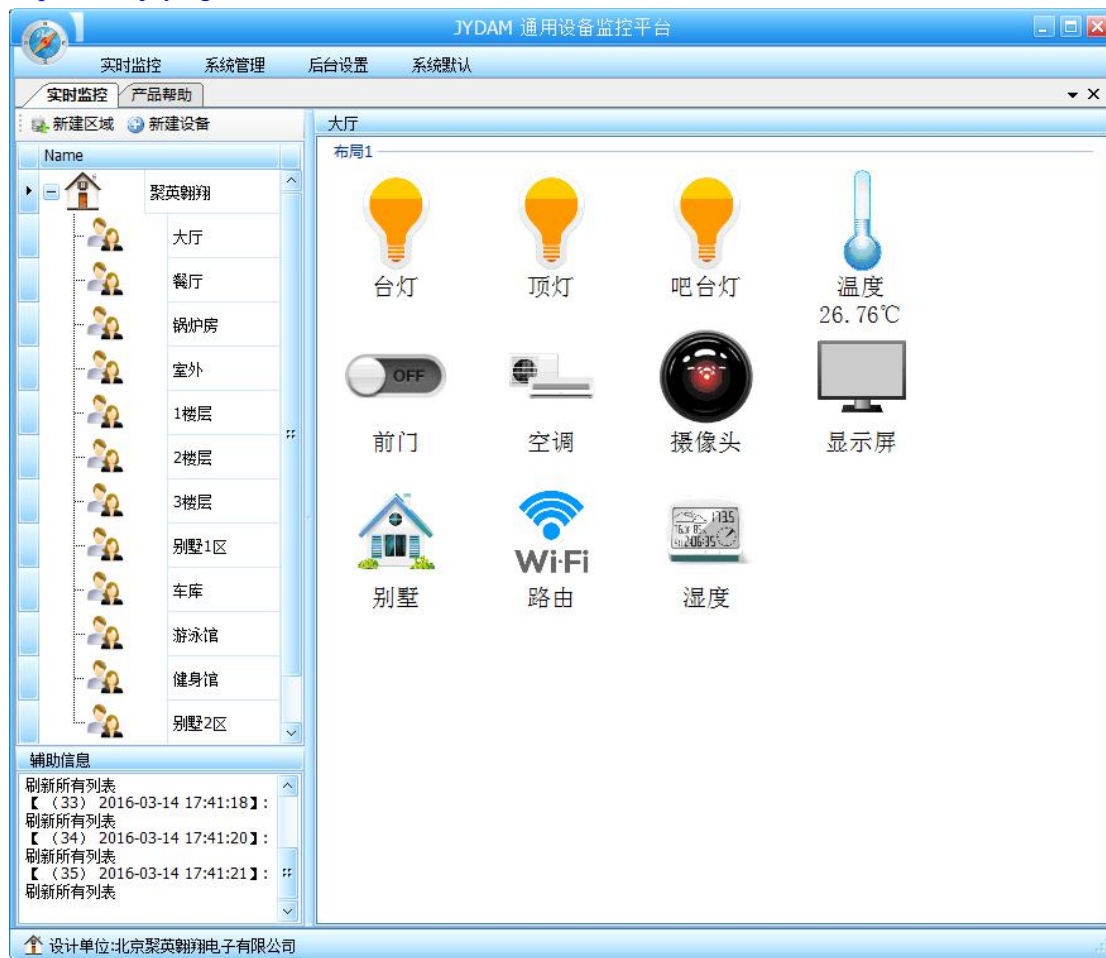 JYDAM 通用设备监控平台
实时监控 系统管理 后台设置 系统默认
实时监控 产品帮助
新建区域 新建设备
大厅
Name
布局1
聚英翱翔
大厅
餐厅
锅炉房
室外
1楼层
2楼层
3楼层
别墅1区
车库
游泳馆
健身馆
别墅2区
台灯 顶灯 吧台灯 温度
26.76℃
OFF
前门 空调 摄像头 显示屏
Wi-Fi
别墅 路由 湿度
辅助信息
刷新所有列表
【 (33) 2016-03-14 17:41:18】:
刷新所有列表
【 (34) 2016-03-14 17:41:20】:
刷新所有列表
【 (35) 2016-03-14 17:41:21】:
刷新所有列表
设计单位:北京聚英翱翔电子有限公司